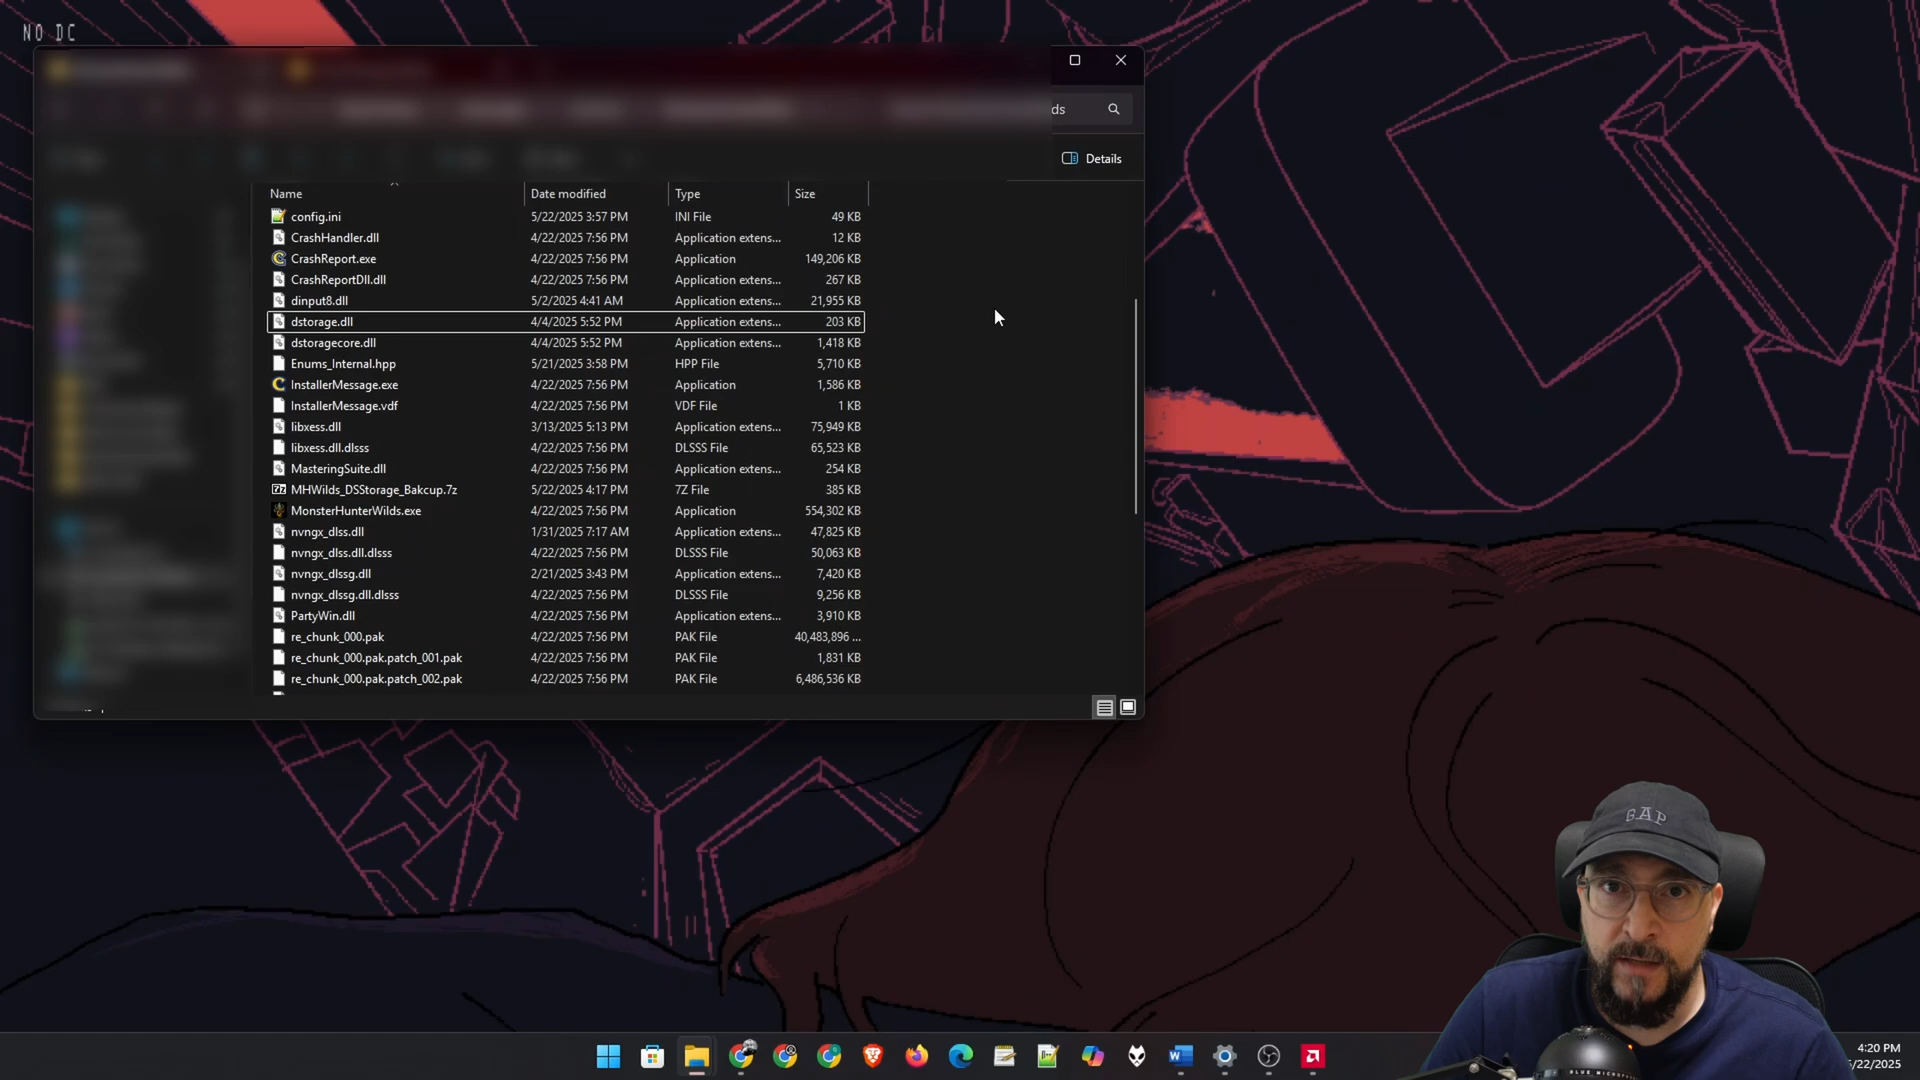 NO DC
ds
Details
Name Date modified Type Size
config.ini 5/22/2025 3:57 PM INI File 49 KB
CrashHandler.dll 4/22/2025 7:56 PM Application extens... 12 KB
CrashReport.exe 4/22/2025 7:56 PM Application 149,206 KB
CrashReportDll.dll 4/22/2025 7:56 PM Application extens... 267 KB
dinput8.dll 5/2/2025 4:41 AM Application extens... 21,955 KB
dstorage.dll 4/4/2025 5:52 PM Application extens... 203 KB
dstoragecore.dll 4/4/2025 5:52 PM Application extens... 1,418 KB
Enums_Internal.hpp 5/21/2025 3:58 PM HPP File 5,710 KB
InstallerMessage.exe 4/22/2025 7:56 PM Application 1,586 KB
InstallerMessage.vdf 4/22/2025 7:56 PM VDF File 1 KB
libxess.dll 3/13/2025 5:13 PM Application extens... 75,949 KB
libxess.dll.dlsss 4/22/2025 7:56 PM DLSSS File 65,523 KB
MasteringSuite.dll 4/22/2025 7:56 PM Application extens... 254 KB
MHWilds_DSStorage_Bakcup.7z 5/22/2025 4:17 PM 7Z File 385 KB
MonsterHunterWilds.exe 4/22/2025 7:56 PM Application 554,302 KB
nvngx_dlss.dll 1/31/2025 7:17 AM Application extens... 47,825 KB
nvngx_dlss.dll.dlsss 4/22/2025 7:56 PM DLSSS File 50,063 KB
nvngx_dlssg.dll 2/21/2025 3:43 PM Application extens... 7,420 KB
nvngx_dlssg.dll.dlsss 4/22/2025 7:56 PM DLSSS File 9,256 KB
PartyWin.dll 4/22/2025 7:56 PM Application extens... 3,910 KB
re_chunk_000.pak 4/22/2025 7:56 PM PAK File 40,483,896 ...
re_chunk_000.pak.patch_001.pak 4/22/2025 7:56 PM PAK File 1,831 KB
re_chunk_000.pak.patch_002.pak 4/22/2025 7:56 PM PAK File 6,486,536 KB
GAP
4:20 PM
/22/2025